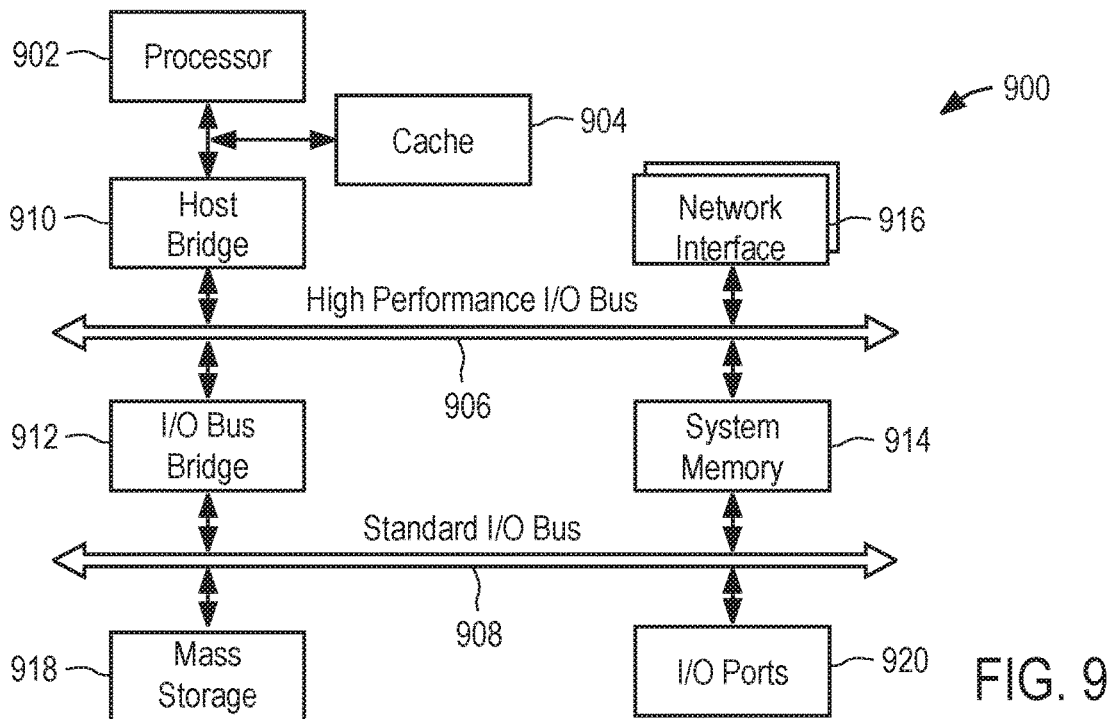 902
Processor
900
Cache
904
910
Host
Bridge
Network
Interface
916
High Performance I/O Bus
906
912
I/O Bus
Bridge
System
Memory
914
Standard I/O Bus
908
918
Mass
Storage
I/O Ports
920
FIG. 9